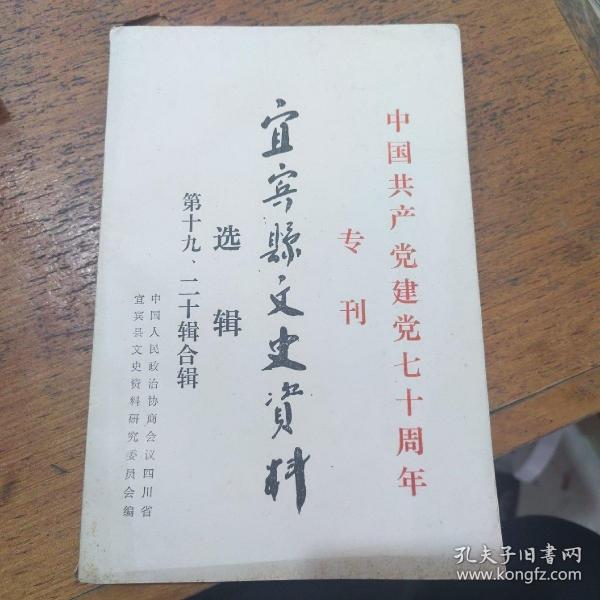 中国共产党建党七十周年
专刊
宜宾縣文史資料
选辑
第十九、二十辑合辑
中国人民政治协商会议四川省
宜宾县文史资料研究委员会编
孔夫子旧书网
www.kongfz.com